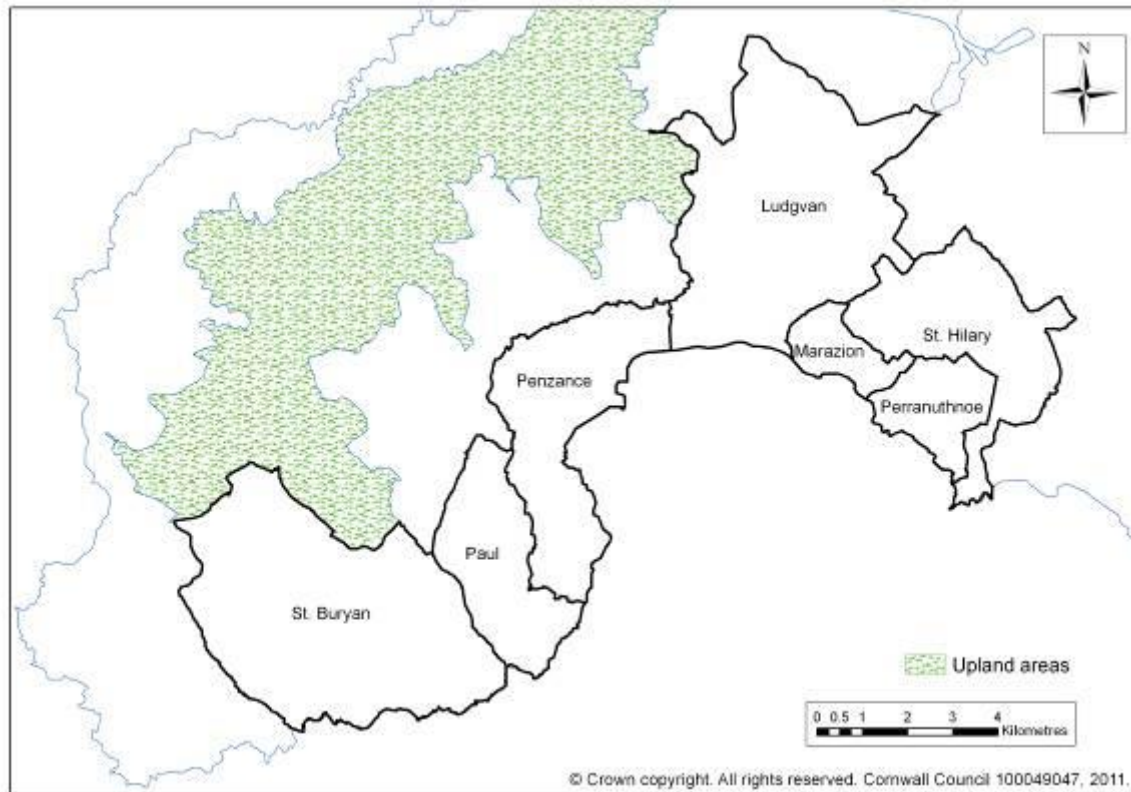 N
Ludgvan
St. Hilary
Marazion
Penzance
Perranuthnoe
Paul
St. Buryan
Upland areas
0 0.5 1 2 3 4
Kilometres
© Crown copyright. All rights reserved. Cornwall Council 100049047, 2011.